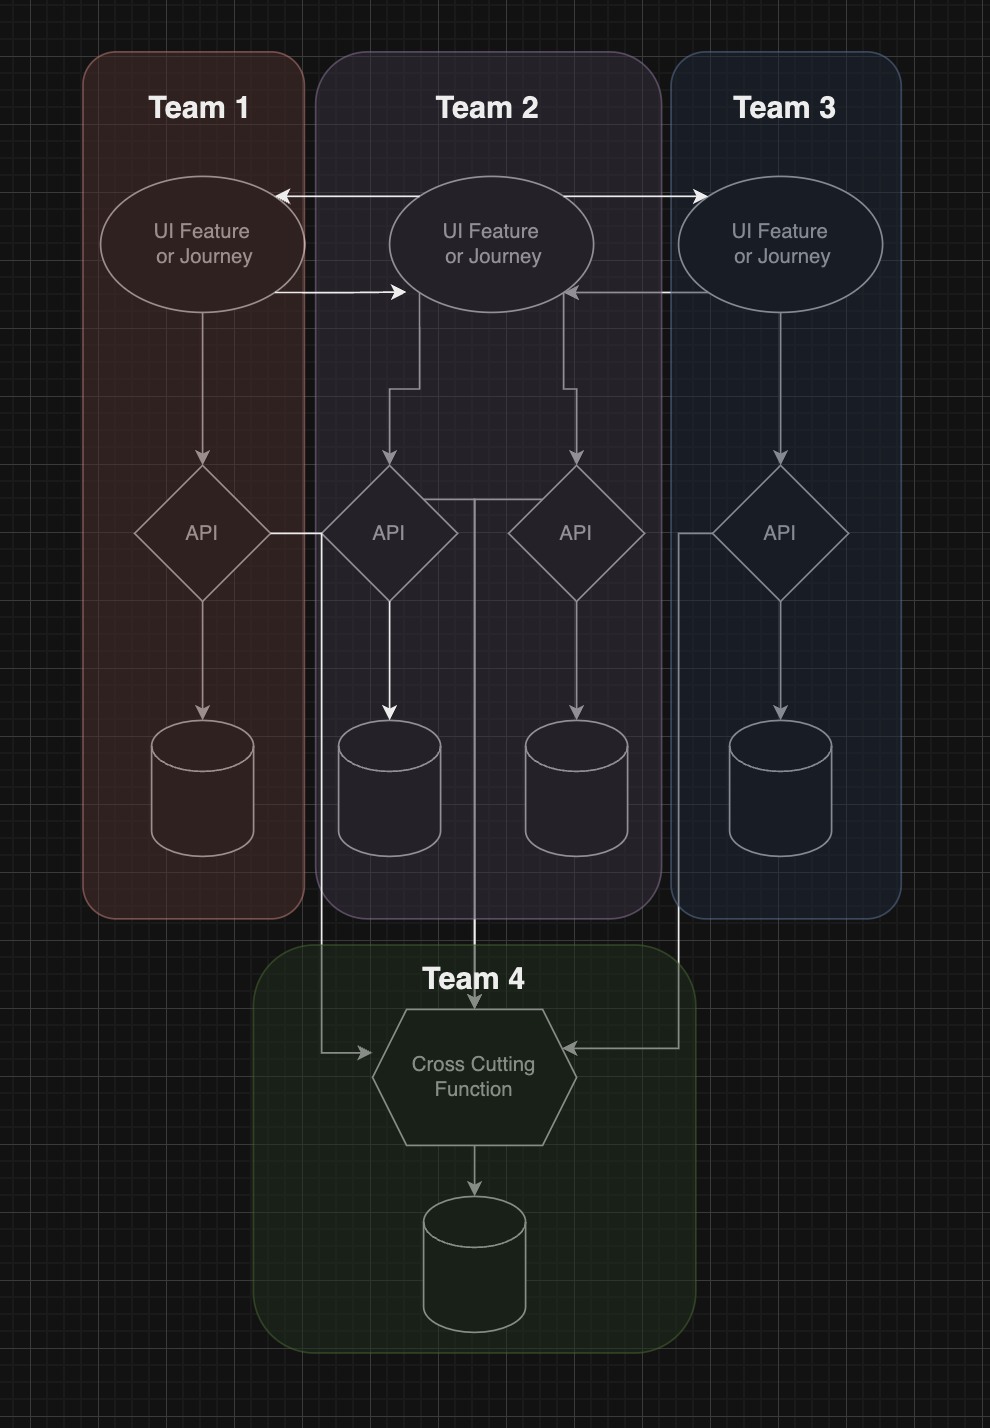 Team 1
Team 2
Team 3
UI Feature
or Journey
UI Feature
or Journey
UI Feature
or Journey
API
API
API
API
Team 4
Cross Cutting
Function